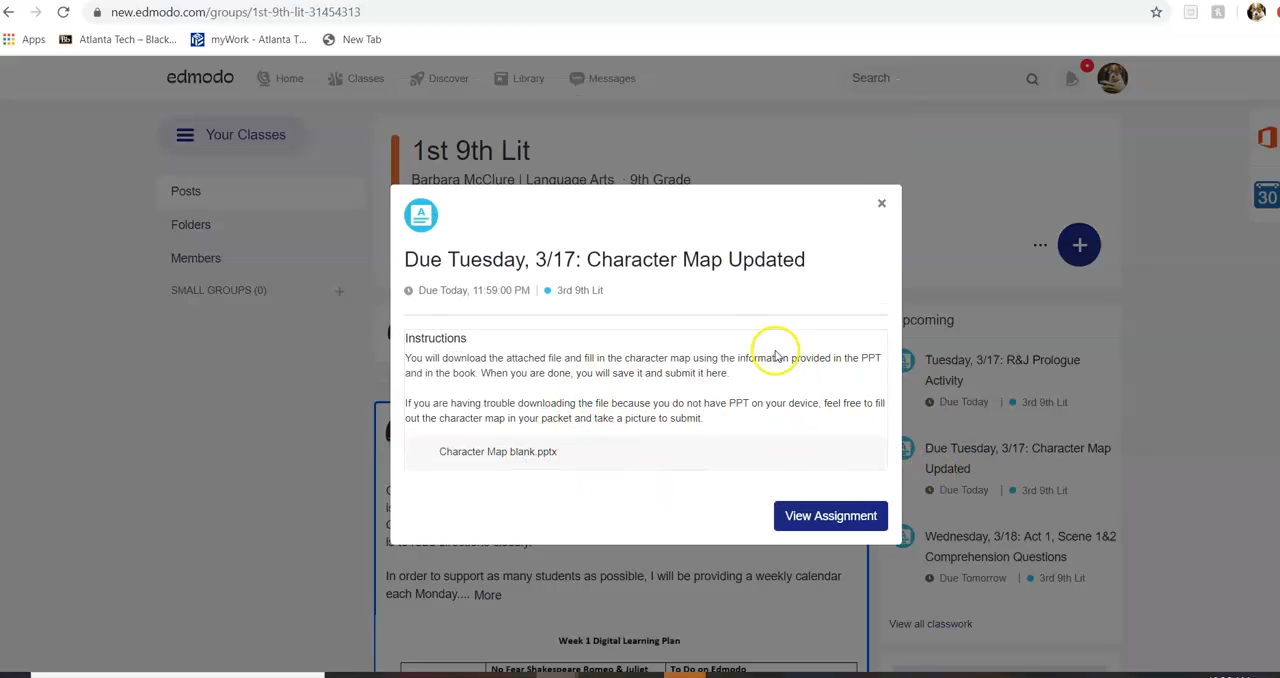 new.edmodo.com/groups/1st-9th-lit-31454313
Apps
Bb
Atlanta Tech – Black...
myWork - Atlanta T...
New Tab
edmodo
Home
Classes
Discover
Library
Messages
Search
Your Classes
Posts
Folders
Members
SMALL GROUPS (0)
1st 9th Lit
Barbara McClure | Language Arts · 9th Grade
30
A
Due Tuesday, 3/17: Character Map Updated
Due Today, 11:59:00 PM | 3rd 9th Lit
Instructions
You will download the attached file and fill in the character map using the information provided in the PPT
and in the book. When you are done, you will save it and submit it here.
If you are having trouble downloading the file because you do not have PPT on your device, feel free to fill
out the character map in your packet and take a picture to submit.
Character Map blank.pptx
View Assignment
In order to support as many students as possible, I will be providing a weekly calendar
each Monday.... More
Week 1 Digital Learning Plan
No Fear Shakespeare Romeo & Juliet
To Do on Edmodo
pcoming
Tuesday, 3/17: R&J Prologue
Activity
Due Today | 3rd 9th Lit
Due Tuesday, 3/17: Character Map
Updated
Due Today | 3rd 9th Lit
Wednesday, 3/18: Act 1, Scene 1&2
Comprehension Questions
Due Tomorrow | 3rd 9th Lit
View all classwork